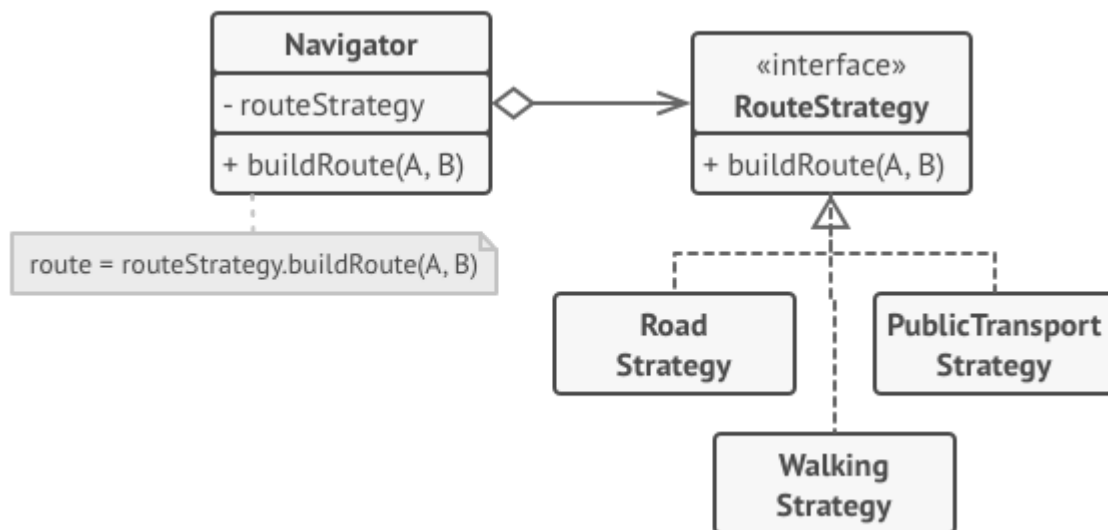 Navigator
- routeStrategy
+ buildRoute(A, B)
route = routeStrategy.buildRoute(A, B)
«interface»
RouteStrategy
+ buildRoute(A, B)
Road
Strategy
PublicTransport
Strategy
Walking
Strategy